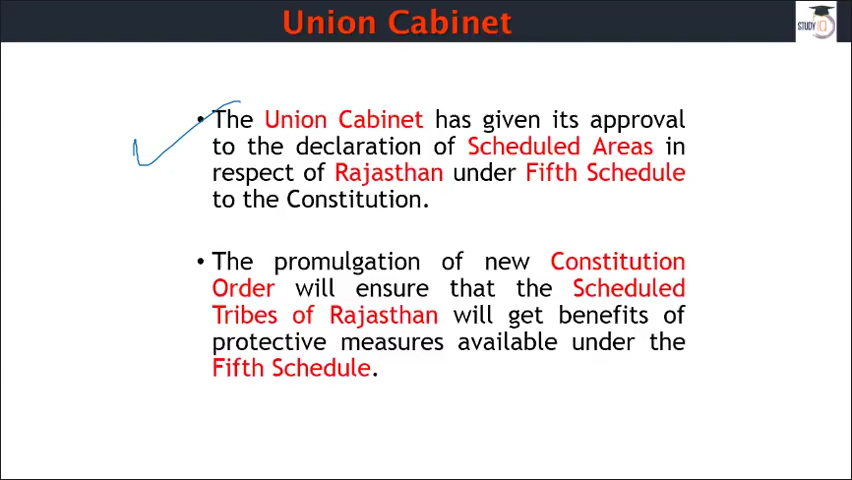 Union Cabinet
STUDY IQ
• The Union Cabinet has given its approval
to the declaration of Scheduled Areas in
respect of Rajasthan under Fifth Schedule
to the Constitution.
• The promulgation of new Constitution
Order will ensure that the Scheduled
Tribes of Rajasthan will get benefits of
protective measures available under the
Fifth Schedule.